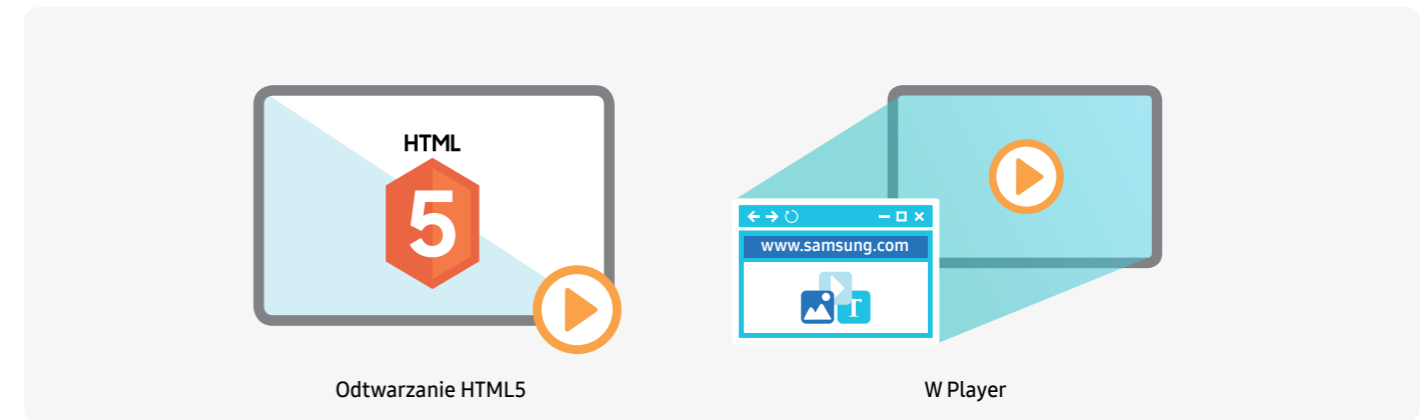 HTML
5
www.samsung.com
T
Odtwarzanie HTML5
W Player